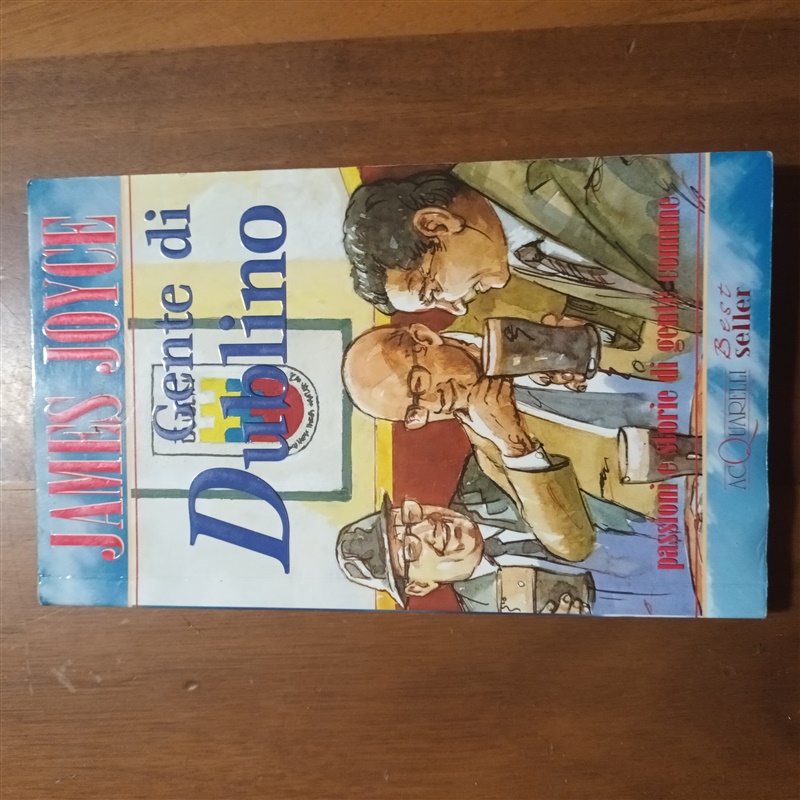 JAMES JOYCE
Gente di
Dublino
passioni e storie di gente comune
ACQUARELLI Best
seller